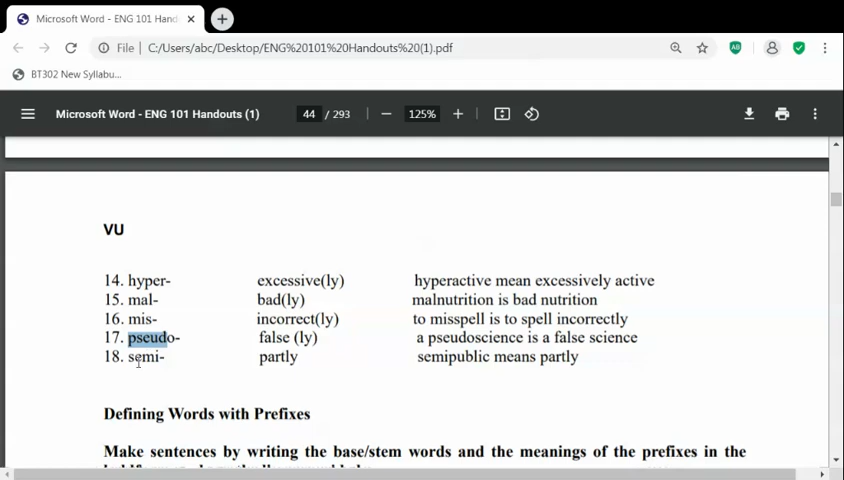 Microsoft Word - ENG 101 Hand
File C:/Users/abc/Desktop/ENG%20101%20Handouts%20(1).pdf
BT302 New Syllabu...
Microsoft Word - ENG 101 Handouts (1) 44 / 293 125%
VU
14. hyper- excessive(ly) hyperactive mean excessively active
15. mal- bad(ly) malnutrition is bad nutrition
16. mis- incorrect(ly) to misspell is to spell incorrectly
17. pseudo- false (ly) a pseudoscience is a false science
18. semi- partly semipublic means partly
Defining Words with Prefixes
Make sentences by writing the base/stem words and the meanings of the prefixes in the